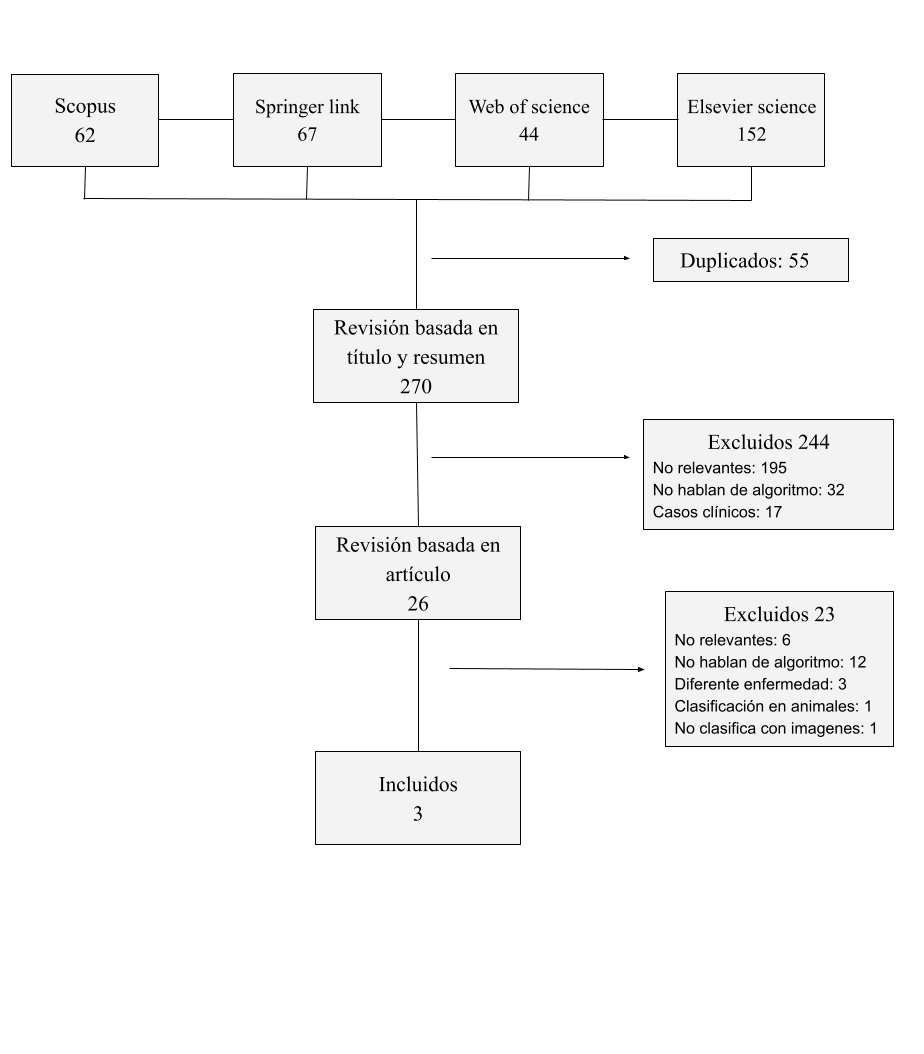 Scopus
62
Springer link
67
Web of science
44
Elsevier science
152
Duplicados: 55
Revisión basada en
título y resumen
270
Excluidos 244
No relevantes: 195
No hablan de algoritmo: 32
Casos clínicos: 17
Revisión basada en
artículo
26
Excluidos 23
No relevantes: 6
No hablan de algoritmo: 12
Diferente enfermedad: 3
Clasificación en animales: 1
No clasifica con imagenes: 1
Incluidos
3